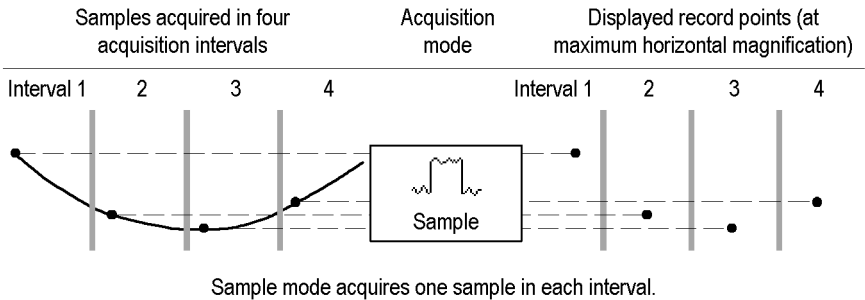 Samples acquired in four
acquisition intervals
Acquisition
mode
Displayed record points (at
maximum horizontal magnification)
Interval 1 2 3 4
Interval 1 2 3 4
Sample
Sample mode acquires one sample in each interval.